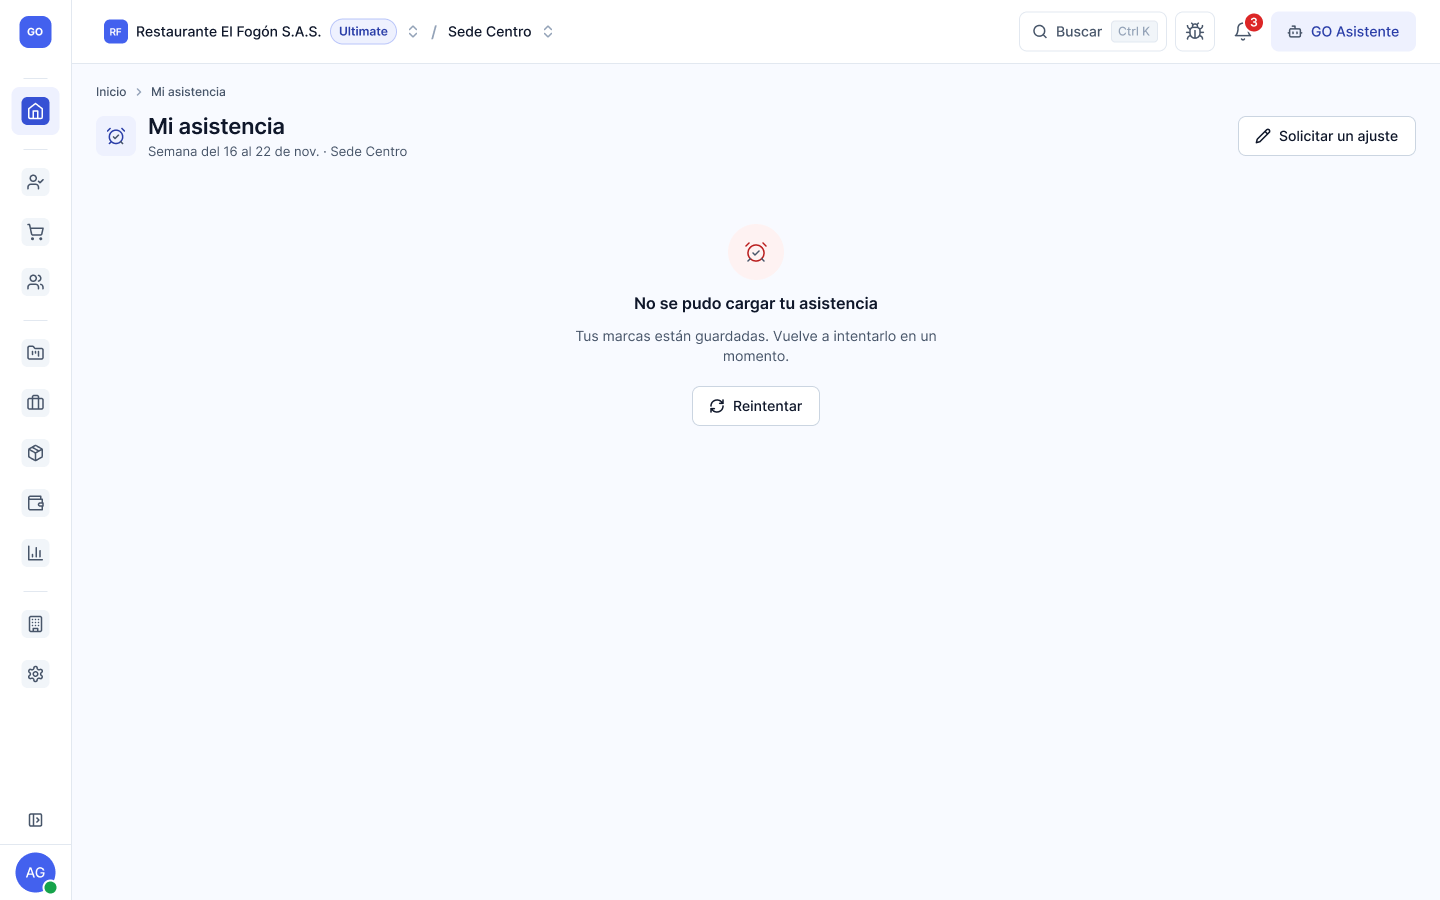 GO
RF
Restaurante El Fogón S.A.S.
Ultimate
/
Sede Centro
Buscar
Ctrl K
3
GO Asistente
Inicio
Mi asistencia
Mi asistencia
Semana del 16 al 22 de nov. · Sede Centro
Solicitar un ajuste
No se pudo cargar tu asistencia
Tus marcas están guardadas. Vuelve a intentarlo en un
momento.
Reintentar
AG